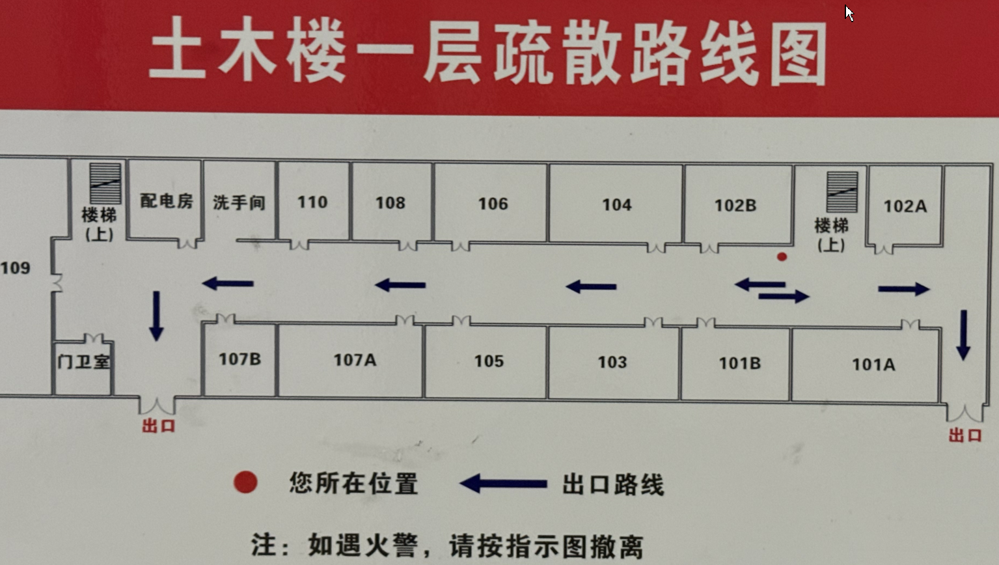 土木楼一层疏散路线图
楼梯
(上)
配电房
洗手间
110
108
106
104
102B
楼梯
(上)
102A
109
门卫室
107B
107A
105
103
101B
101A
出口
出口
您所在位置
出口路线
注：如遇火警，请按指示图撤离